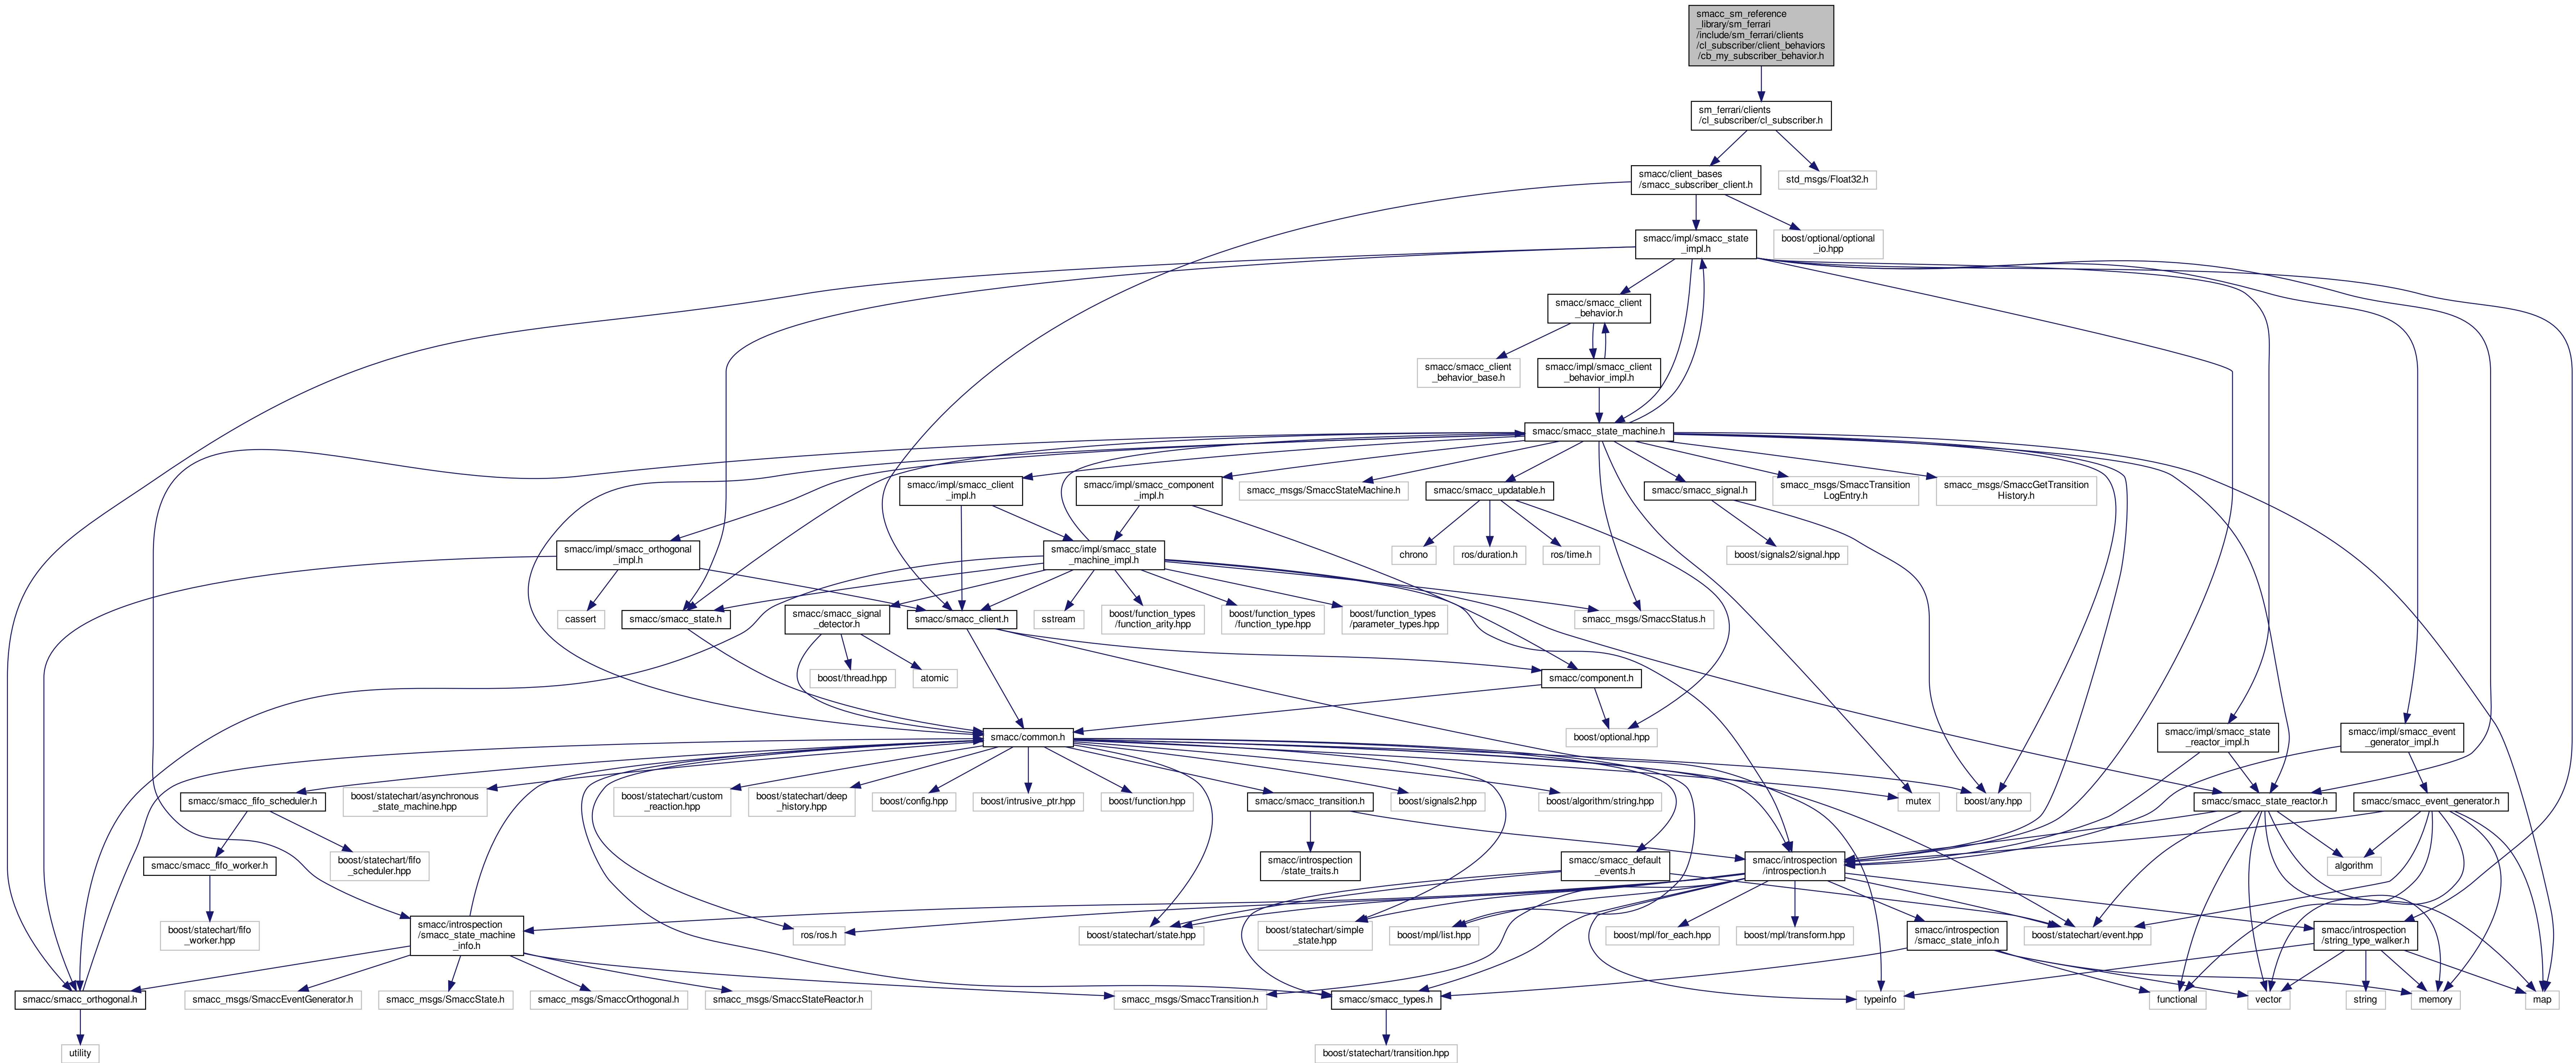 smacc_sm_reference
_library/sm_ferrari
/include/sm_ferrari/clients
/cl_subscriber/client_behaviors
/cb_my_subscriber_behavior.h
sm_ferrari/clients
/cl_subscriber/cl_subscriber.h
smacc/client_bases
/smacc_subscriber_client.h
std_msgs/Float32.h
smacc/impl/smacc_state
_impl.h
boost/optional/optional
_io.hpp
smacc/smacc_client
_behavior.h
smacc/smacc_client
_behavior_base.h
smacc/impl/smacc_client
_behavior_impl.h
smacc/smacc_state_machine.h
smacc/impl/smacc_client
_impl.h
smacc/impl/smacc_component
_impl.h
smacc_msgs/SmaccStateMachine.h
smacc/smacc_updatable.h
smacc/smacc_signal.h
smacc_msgs/SmaccTransition
LogEntry.h
smacc_msgs/SmaccGetTransition
History.h
smacc/impl/smacc_orthogonal
_impl.h
smacc/impl/smacc_state
_machine_impl.h
chrono
ros/duration.h
ros/time.h
boost/signals2/signal.hpp
cassert
smacc/smacc_state.h
smacc/smacc_signal
_detector.h
smacc/smacc_client.h
sstream
boost/function_types
/function_arity.hpp
boost/function_types
/function_type.hpp
boost/function_types
/parameter_types.hpp
smacc_msgs/SmaccStatus.h
boost/thread.hpp
atomic
smacc/component.h
smacc/common.h
boost/optional.hpp
smacc/impl/smacc_state
_reactor_impl.h
smacc/impl/smacc_event
_generator_impl.h
smacc/smacc_fifo_scheduler.h
boost/statechart/asynchronous
_state_machine.hpp
boost/statechart/custom
_reaction.hpp
boost/statechart/deep
_history.hpp
boost/config.hpp
boost/intrusive_ptr.hpp
boost/function.hpp
smacc/smacc_transition.h
boost/signals2.hpp
boost/algorithm/string.hpp
mutex
boost/any.hpp
smacc/smacc_state_reactor.h
smacc/smacc_event_generator.h
smacc/smacc_fifo_worker.h
boost/statechart/fifo
_scheduler.hpp
smacc/introspection
/state_traits.h
smacc/smacc_default
_events.h
smacc/introspection
/introspection.h
algorithm
boost/statechart/fifo
_worker.hpp
smacc/introspection
/smacc_state_machine
_info.h
ros/ros.h
boost/statechart/state.hpp
boost/statechart/simple
_state.hpp
boost/mpl/list.hpp
boost/mpl/for_each.hpp
boost/mpl/transform.hpp
smacc/introspection
/smacc_state_info.h
boost/statechart/event.hpp
smacc/introspection
/string_type_walker.h
smacc/smacc_orthogonal.h
smacc_msgs/SmaccEventGenerator.h
smacc_msgs/SmaccState.h
smacc_msgs/SmaccOrthogonal.h
smacc_msgs/SmaccStateReactor.h
smacc_msgs/SmaccTransition.h
smacc/smacc_types.h
typeinfo
functional
vector
string
memory
map
utility
boost/statechart/transition.hpp